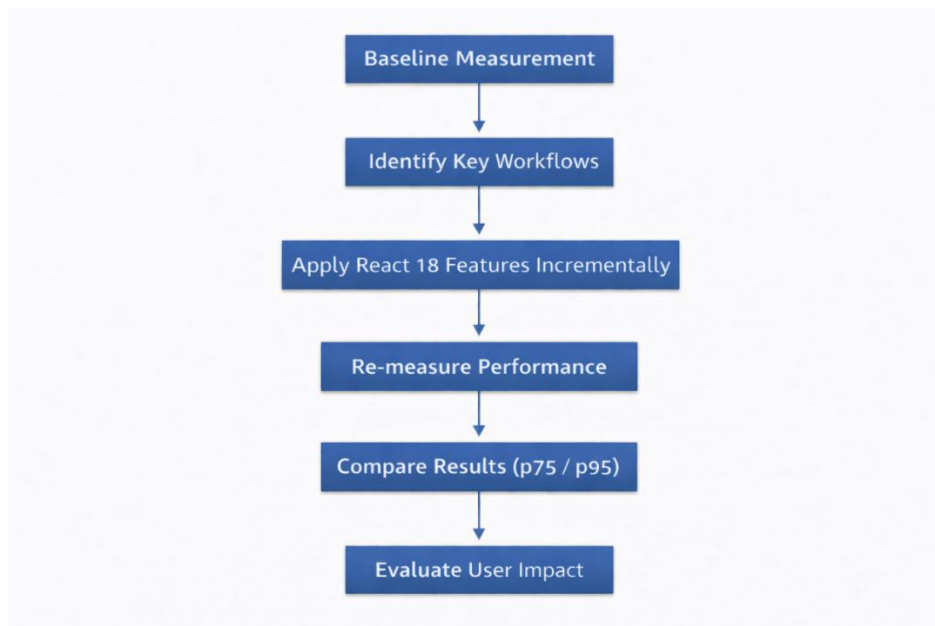 Baseline Measurement
Identify Key Workflows
Apply React 18 Features Incrementally
Re-measure Performance
Compare Results (p75 / p95)
Evaluate User Impact